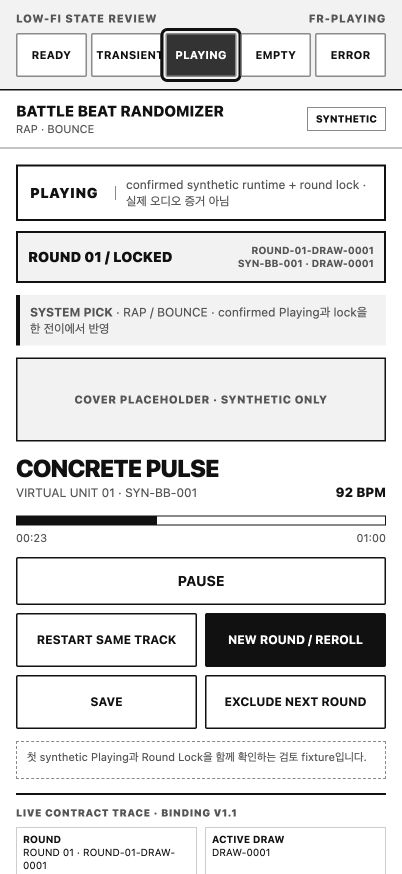 LOW-FI STATE REVIEW
FR-PLAYING
READY
TRANSIENT
PLAYING
EMPTY
ERROR
BATTLE BEAT RANDOMIZER
RAP · BOUNCE
SYNTHETIC
PLAYING
confirmed synthetic runtime + round lock ·
실제 오디오 증거 아님
ROUND 01 / LOCKED
ROUND-01-DRAW-0001
SYN-BB-001 · DRAW-0001
SYSTEM PICK · RAP / BOUNCE · confirmed Playing과 lock을
한 전이에서 반영
COVER PLACEHOLDER · SYNTHETIC ONLY
CONCRETE PULSE
VIRTUAL UNIT 01 · SYN-BB-001
92 BPM
00:23
01:00
PAUSE
RESTART SAME TRACK
NEW ROUND / REROLL
SAVE
EXCLUDE NEXT ROUND
첫 synthetic Playing과 Round Lock을 함께 확인하는 검토 fixture입니다.
LIVE CONTRACT TRACE · BINDING V1.1
ROUND
ROUND 01 · ROUND-01-DRAW-
0001
ACTIVE DRAW
DRAW-0001